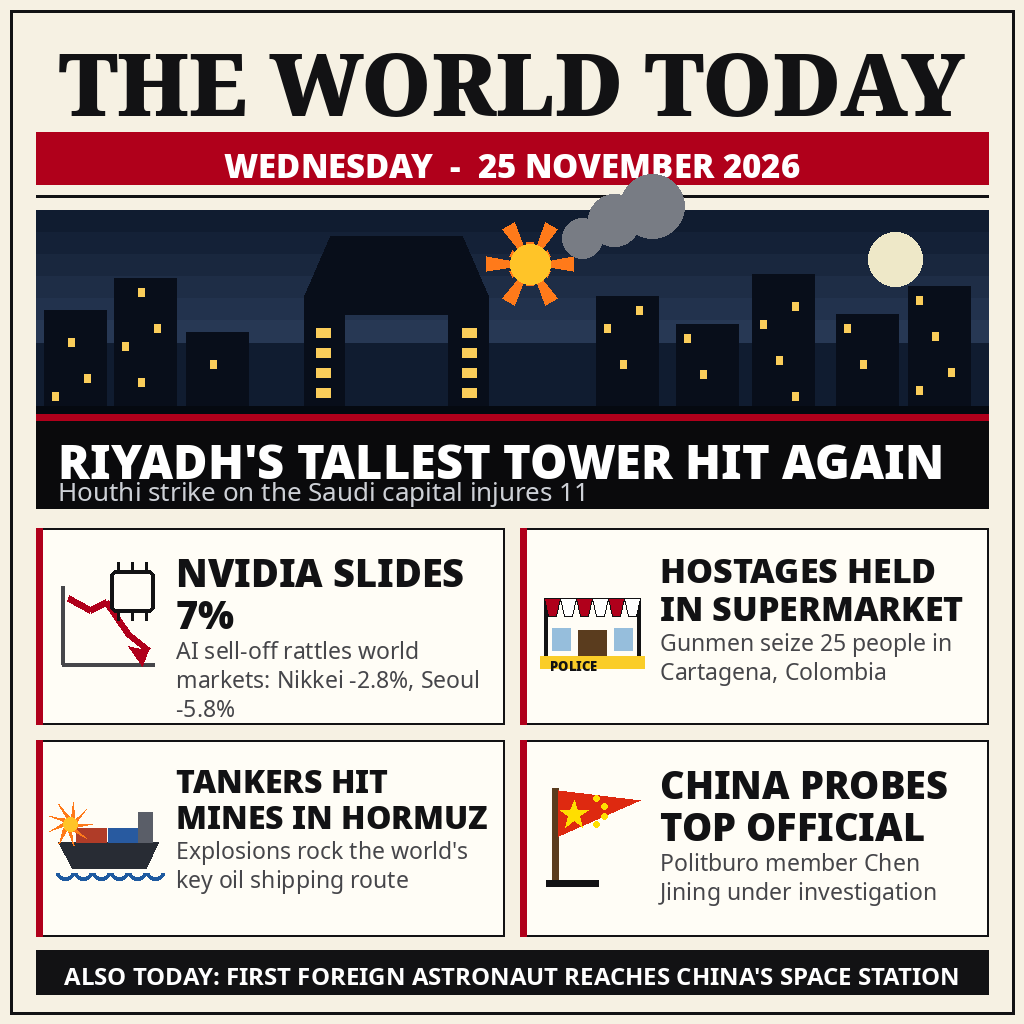 THE WORLD TODAY
WEDNESDAY - 25 NOVEMBER 2026
RIYADH'S TALLEST TOWER HIT AGAIN
Houthi strike on the Saudi capital injures 11
NVIDIA SLIDES
7%
AI sell-off rattles world
markets: Nikkei -2.8%, Seoul
-5.8%
HOSTAGES HELD
IN SUPERMARKET
Gunmen seize 25 people in
Cartagena, Colombia
POLICE
TANKERS HIT
MINES IN HORMUZ
Explosions rock the world's
key oil shipping route
CHINA PROBES
TOP OFFICIAL
Politburo member Chen
Jining under investigation
ALSO TODAY: FIRST FOREIGN ASTRONAUT REACHES CHINA'S SPACE STATION